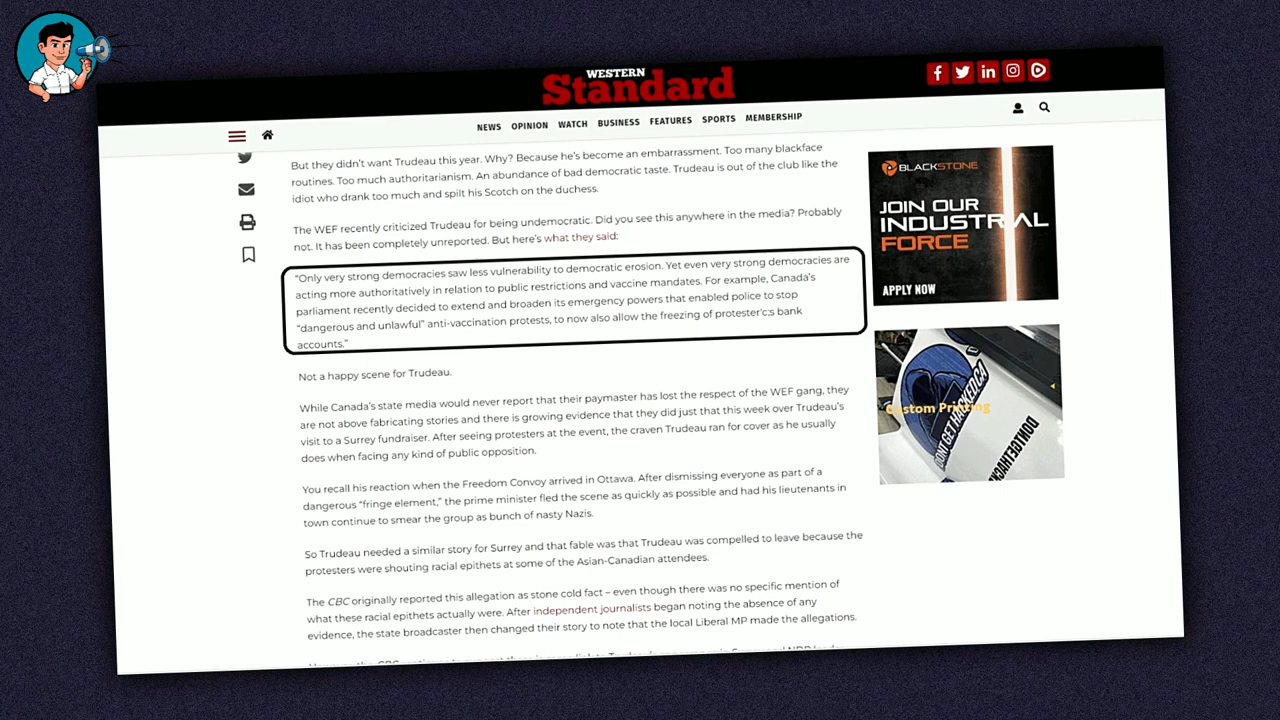 WESTERN
Standard
NEWS OPINION WATCH BUSINESS FEATURES SPORTS MEMBERSHIP
But they didn't want Trudeau this year. Why? Because he's become an embarrassment. Too many blackface
routines. Too much authoritarianism. An abundance of bad democratic taste. Trudeau is out of the club like the
idiot who drank too much and spilt his Scotch on the duchess.
The WEF recently criticized Trudeau for being undemocratic. Did you see this anywhere in the media? Probably
not. It has been completely unreported. But here's what they said:
"Only very strong democracies saw less vulnerability to democratic erosion. Yet even very strong democracies are
acting more authoritatively in relation to public restrictions and vaccine mandates. For example, Canada's
parliament recently decided to extend and broaden its emergency powers that enabled police to stop
"dangerous and unlawful" anti-vaccination protests, to now also allow the freezing of protester'c;s bank
accounts."
Not a happy scene for Trudeau.
While Canada's state media would never report that their paymaster has lost the respect of the WEF gang, they
are not above fabricating stories and there is growing evidence that they did just that this week over Trudeau's
visit to a Surrey fundraiser. After seeing protesters at the event, the craven Trudeau ran for cover as he usually
does when facing any kind of public opposition.
You recall his reaction when the Freedom Convoy arrived in Ottawa. After dismissing everyone as part of a
dangerous "fringe element," the prime minister fled the scene as quickly as possible and had his lieutenants in
town continue to smear the group as bunch of nasty Nazis.
So Trudeau needed a similar story for Surrey and that fable was that Trudeau was compelled to leave because the
protesters were shouting racial epithets at some of the Asian-Canadian attendees.
The CBC originally reported this allegation as stone cold fact – even though there was no specific mention of
what these racial epithets actually were. After independent journalists began noting the absence of any
evidence, the state broadcaster then changed their story to note that the local Liberal MP made the allegations.
BLACKSTONE
JOIN OUR
INDUSTRIAL
FORCE
APPLY NOW
Custom Printing
DONT GET HACKED.CA